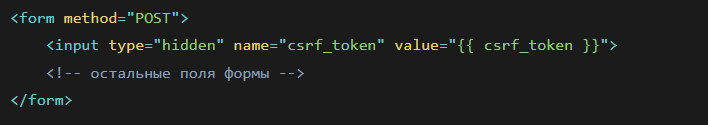 <form method="POST">
    <input type="hidden" name="csrf_token" value="{{ csrf_token }}">
    <!-- остальные поля формы -->
</form>